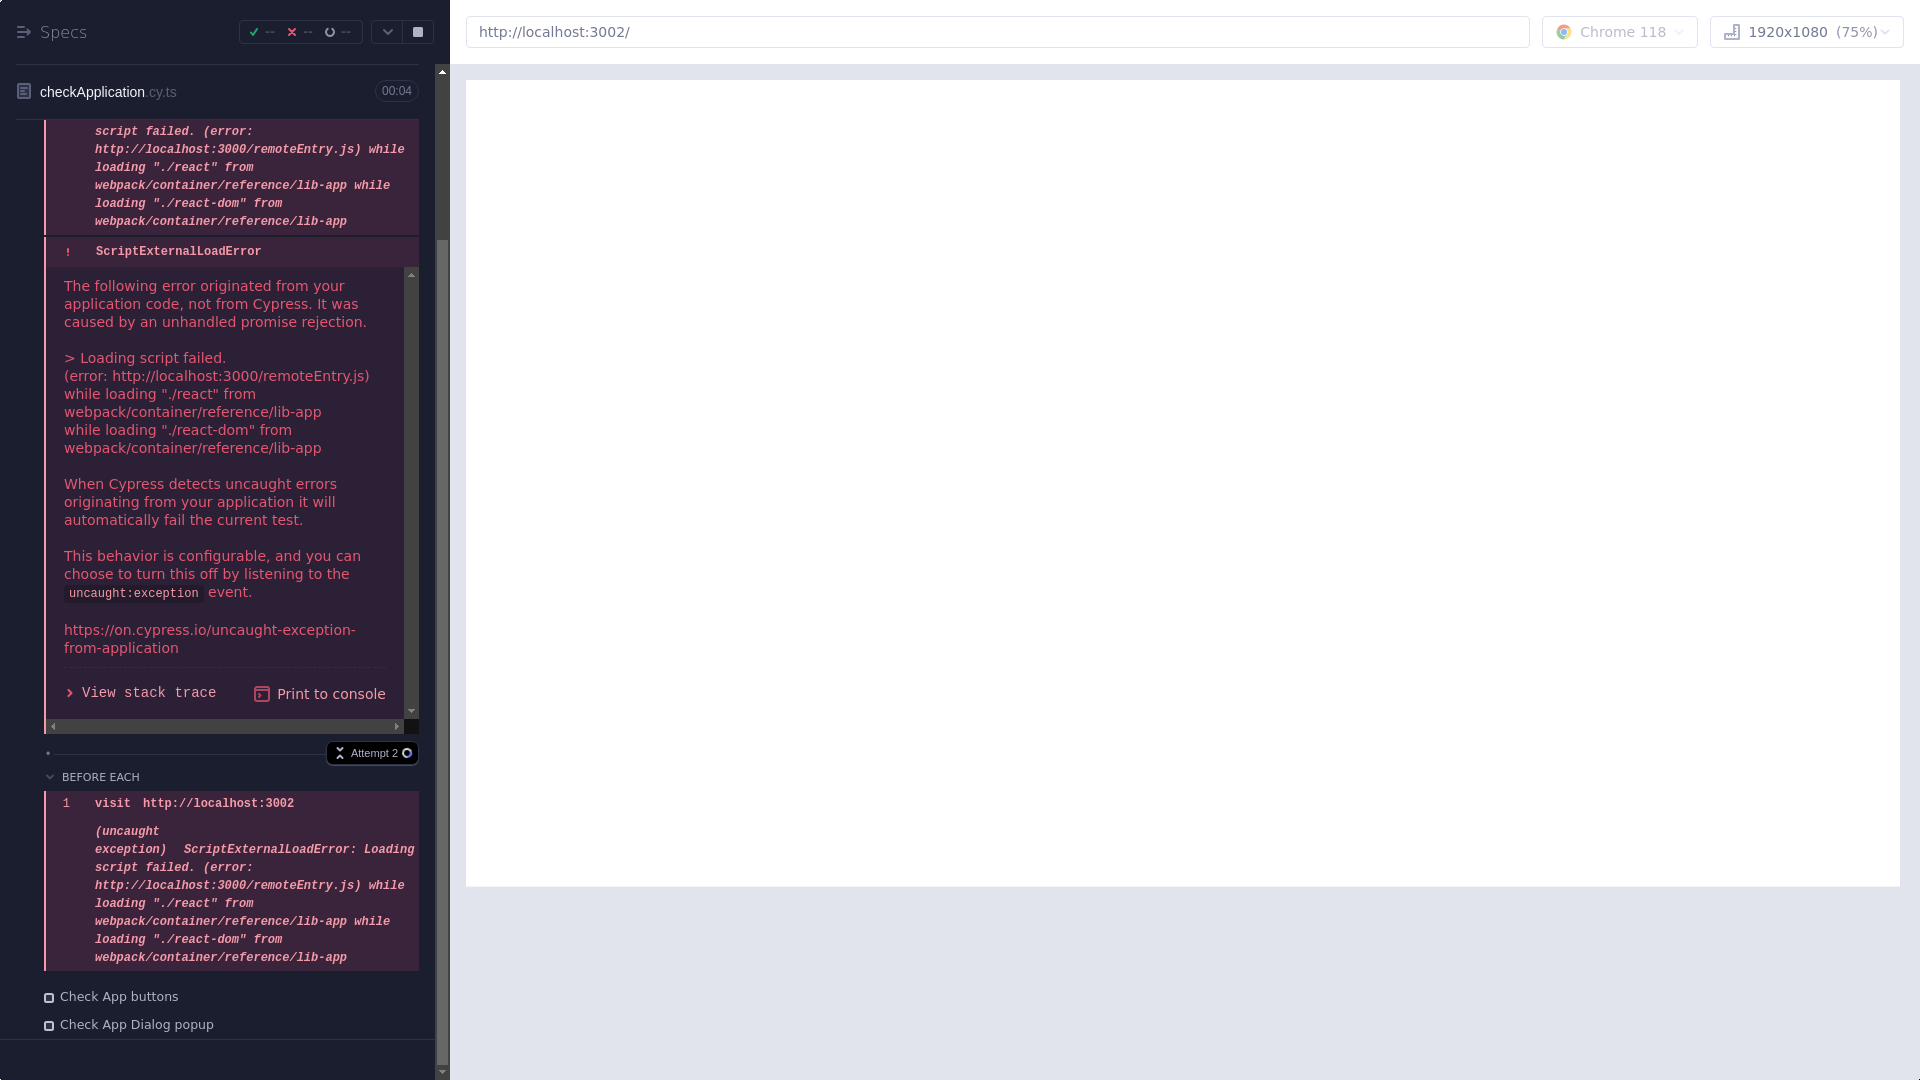 Specs
--
--
--
http://localhost:3002/
Chrome 118
1920x1080 (75%)
checkApplication.cy.ts
00:04
script failed. (error:
http://localhost:3000/remoteEntry.js) while
loading "./react" from
webpack/container/reference/lib-app while
loading "./react-dom" from
webpack/container/reference/lib-app
! ScriptExternalLoadError
The following error originated from your
application code, not from Cypress. It was
caused by an unhandled promise rejection.
> Loading script failed.
(error: http://localhost:3000/remoteEntry.js)
while loading "./react" from
webpack/container/reference/lib-app
while loading "./react-dom" from
webpack/container/reference/lib-app
When Cypress detects uncaught errors
originating from your application it will
automatically fail the current test.
This behavior is configurable, and you can
choose to turn this off by listening to the
uncaught:exception event.
https://on.cypress.io/uncaught-exception-
from-application
View stack trace
Print to console
Attempt 2
BEFORE EACH
1 visit http://localhost:3002
(uncaught
exception) ScriptExternalLoadError: Loading
script failed. (error:
http://localhost:3000/remoteEntry.js) while
loading "./react" from
webpack/container/reference/lib-app while
loading "./react-dom" from
webpack/container/reference/lib-app
Check App buttons
Check App Dialog popup